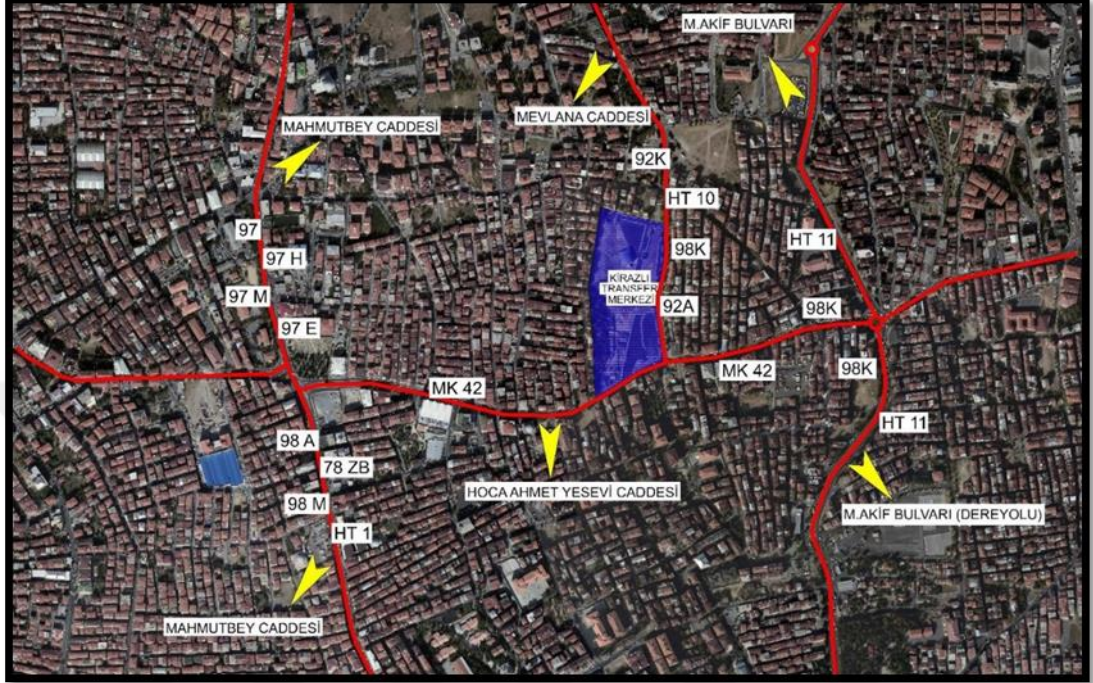 M.AKİF BULVARI
MEVLANA CADDESİ
MAHMUTBEY CADDESİ
92K
HT 10
97
HT 11
98K
97 H
KİRAZLI
TRANSFER
MERKEZİ
97 M
92A
98K
97 E
98K
MK 42
MK 42
HT 11
98 A
78 ZB
HOCA AHMET YESEVİ CADDESİ
98 M
M.AKİF BULVARI (DEREYOLU)
HT 1
MAHMUTBEY CADDESİ